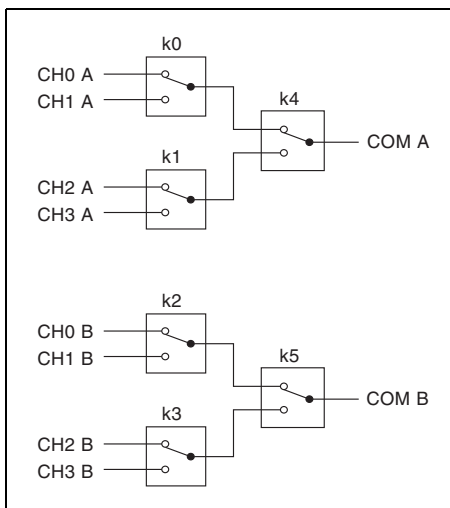 k0
CH0 A
CH1 A
k4
COM A
k1
CH2 A
CH3 A
k2
CH0 B
CH1 B
k5
COM B
k3
CH2 B
CH3 B